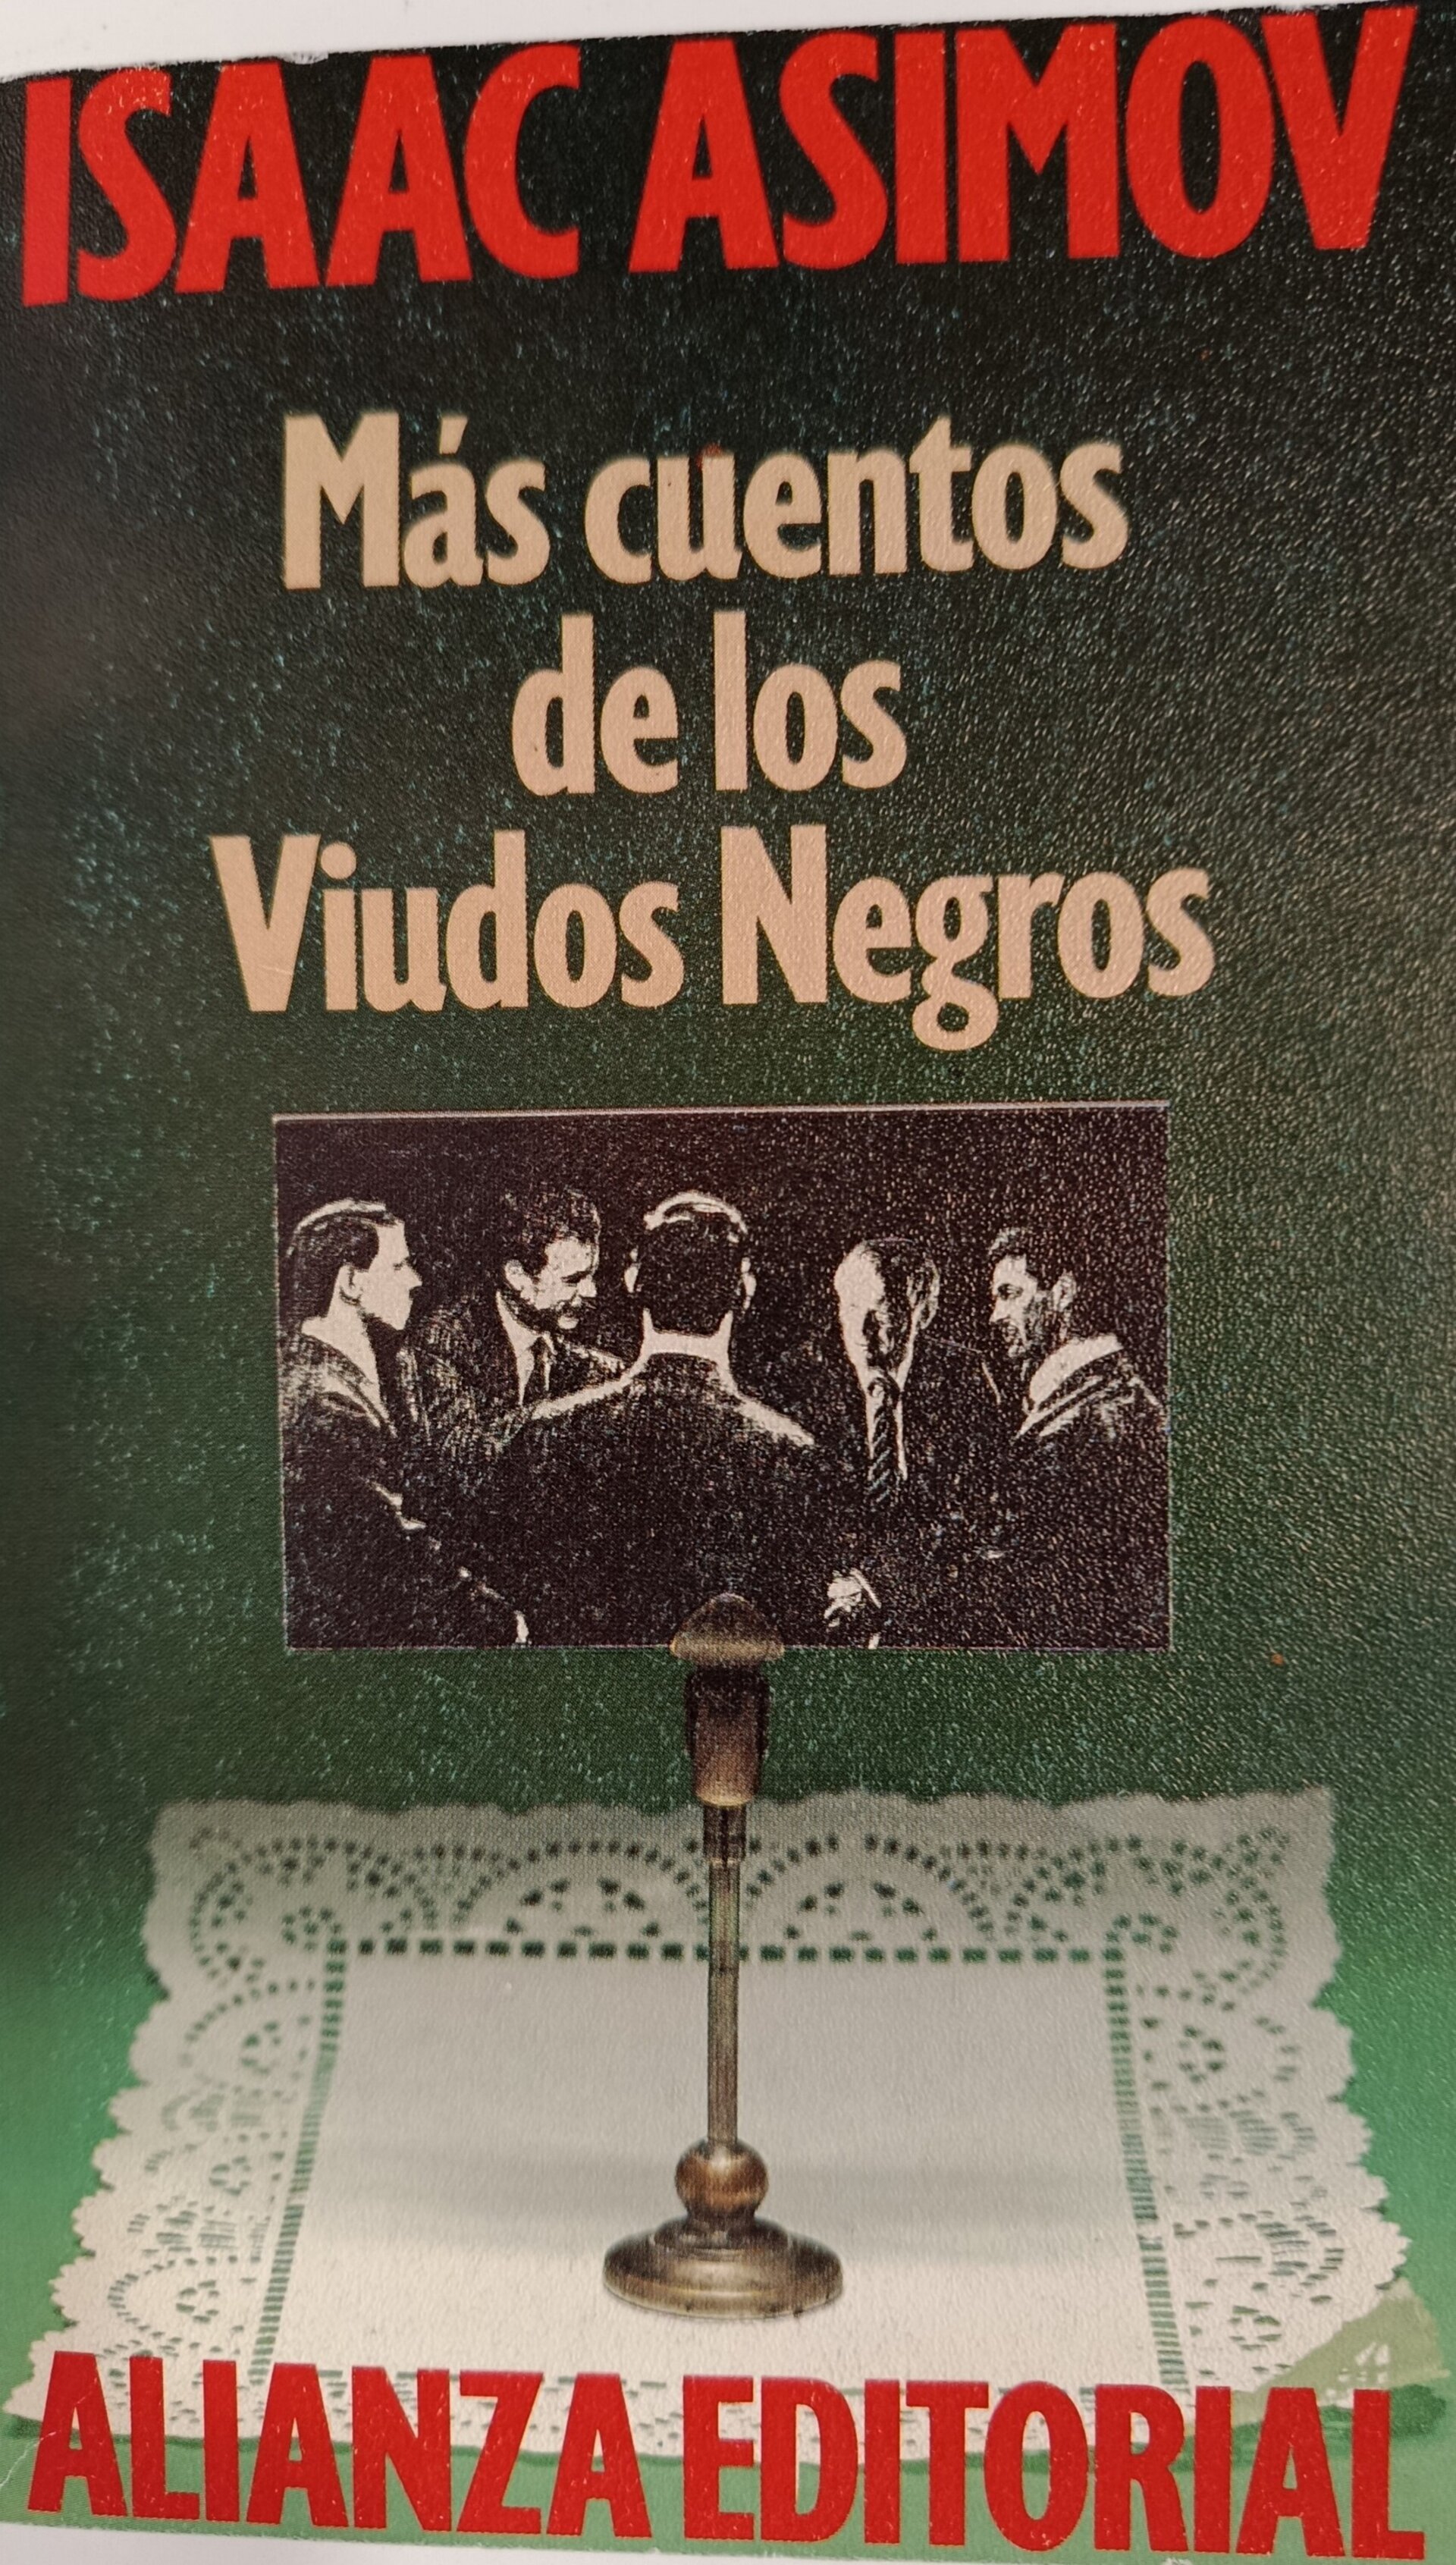 ISAAC ASIMOV
Más cuentos
de los
Viudos Negros
ALIANZA EDITORIAL